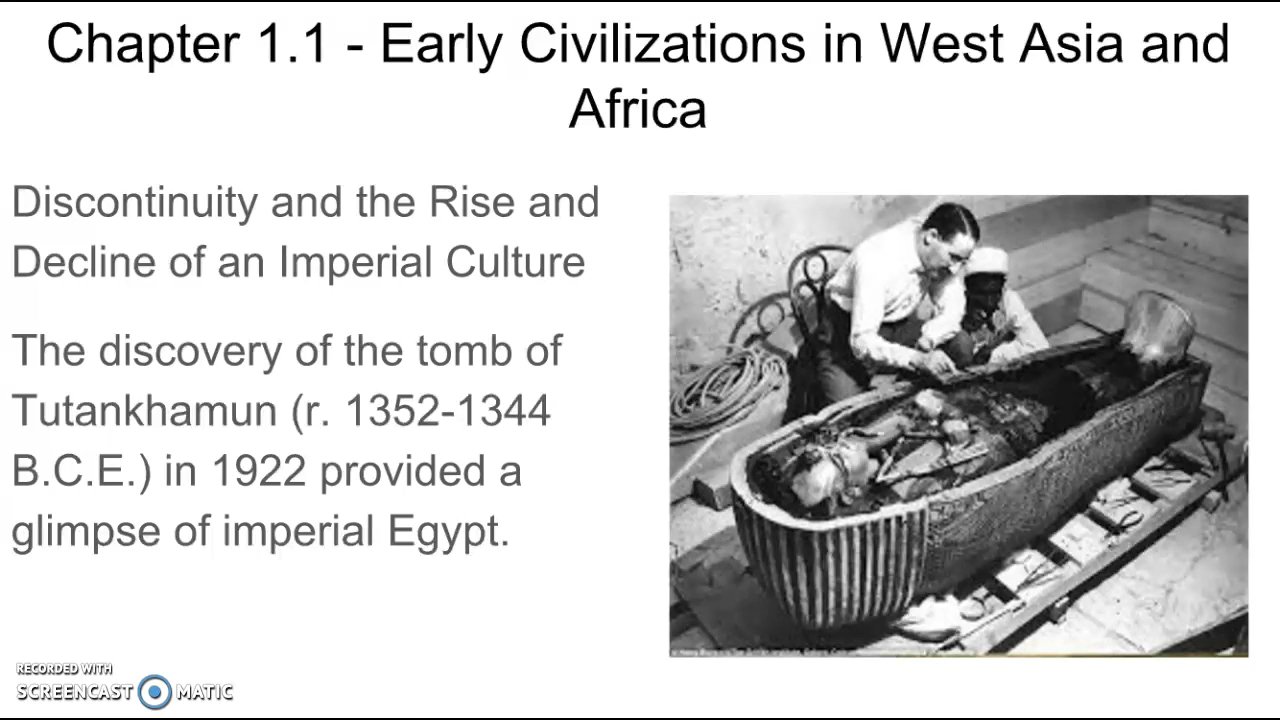 Chapter 1.1 - Early Civilizations in West Asia and
Africa
Discontinuity and the Rise and
Decline of an Imperial Culture
The discovery of the tomb of
Tutankhamun (r. 1352-1344
B.C.E.) in 1922 provided a
glimpse of imperial Egypt.
RECORDED WITH
SCREENCAST MATIC